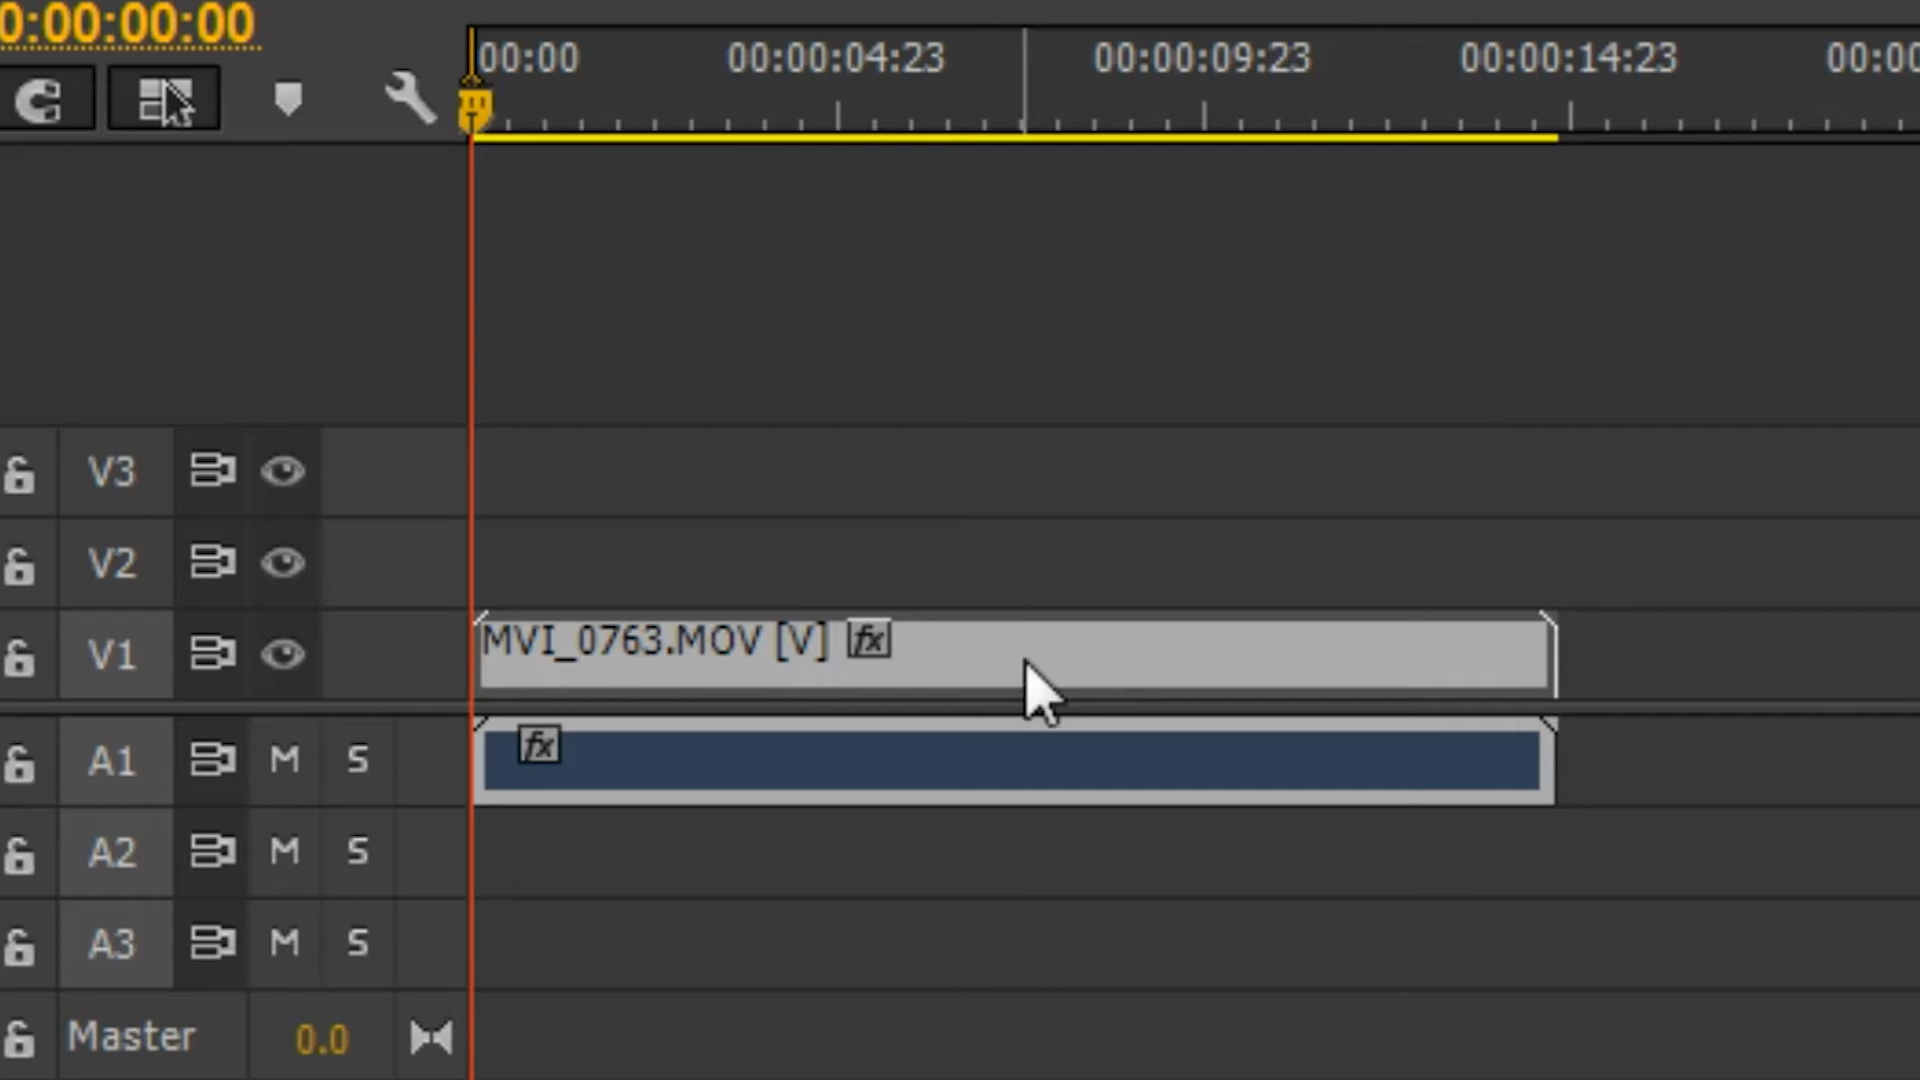 0:00:00:00
00:00 00:00:04:23 00:00:09:23 00:00:14:23 00:00
V3
V2
V1 MVI_0763.MOV [V] fx
A1 M S fx
A2 M S
A3 M S
Master 0.0